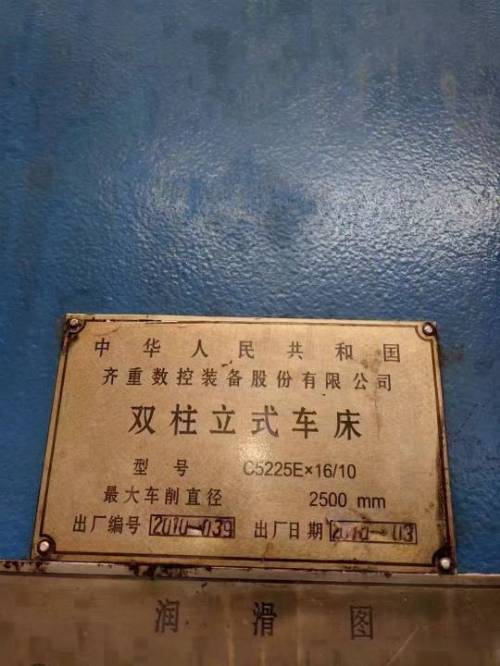 中华人民共和国
齐重数控装备股份有限公司
双柱立式车床
型号 C5225E×16/10
最大车削直径 2500 mm
出厂编号 2010-039 出厂日期 2010-03
润滑图